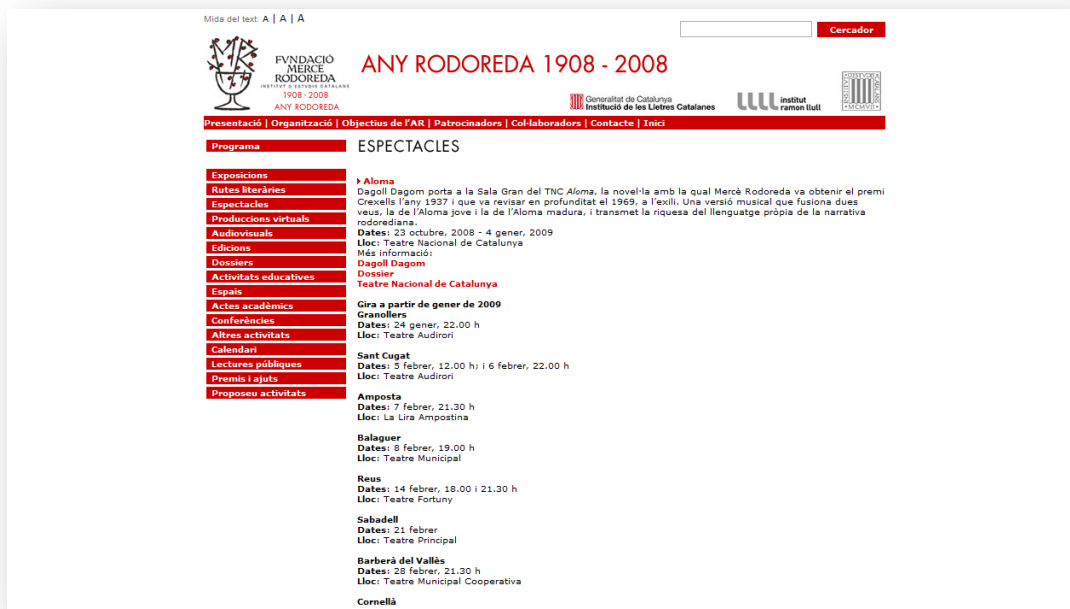 Mida del text: A | A | A
Cercador
FVNDACIÓ
MERCÈ
RODOREDA
INSTITVT D'ESTVDIS CATALANS
1908 - 2008
ANY RODOREDA
ANY RODOREDA 1908 - 2008
Generalitat de Catalunya
Institució de les Lletres Catalanes
institut
ramon llull
Presentació | Organització | Objectius de l'AR | Patrocinadors | Col·laboradors | Contacte | Inici
Programa
Exposicions
Rutes literàries
Espectacles
Produccions virtuals
Audiovisuals
Edicions
Dossiers
Activitats educatives
Espais
Actes acadèmics
Conferències
Altres activitats
Calendari
Lectures públiques
Premis i ajuts
Proposeu activitats
ESPECTACLES
Aloma
Dagoll Dagom porta a la Sala Gran del TNC Aloma, la novel·la amb la qual Mercè Rodoreda va obtenir el premi
Crexells l'any 1937 i que va revisar en profunditat el 1969, a l'exili. Una versió musical que fusiona dues
veus, la de l'Aloma jove i la de l'Aloma madura, i transmet la riquesa del llenguatge pròpia de la narrativa
rodorediana.
Dates: 23 octubre, 2008 - 4 gener, 2009
Lloc: Teatre Nacional de Catalunya
Més informació:
Dagoll Dagom
Dossier
Teatre Nacional de Catalunya
Gira a partir de gener de 2009
Granollers
Dates: 24 gener, 22.00 h
Lloc: Teatre Audirori
Sant Cugat
Dates: 5 febrer, 12.00 h; i 6 febrer, 22.00 h
Lloc: Teatre Audirori
Amposta
Dates: 7 febrer, 21.30 h
Lloc: La Lira Ampostina
Balaguer
Dates: 8 febrer, 19.00 h
Lloc: Teatre Municipal
Reus
Dates: 14 febrer, 18.00 i 21.30 h
Lloc: Teatre Fortuny
Sabadell
Dates: 21 febrer
Lloc: Teatre Principal
Barberà del Vallès
Dates: 28 febrer, 21.30 h
Lloc: Teatre Municipal Cooperativa
Cornellà